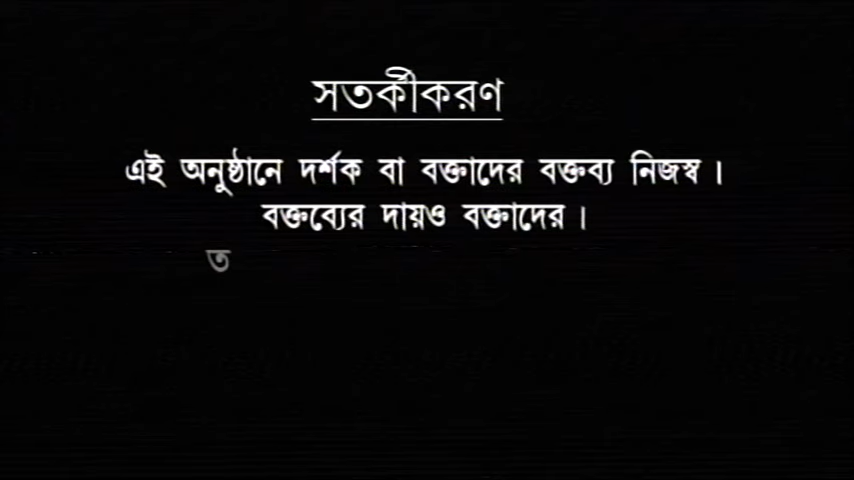 সতর্কীকরণ
এই অনুষ্ঠানে দর্শক বা বক্তাদের বক্তব্য নিজস্ব ।
বক্তব্যের দায়ও বক্তাদের ।
ত